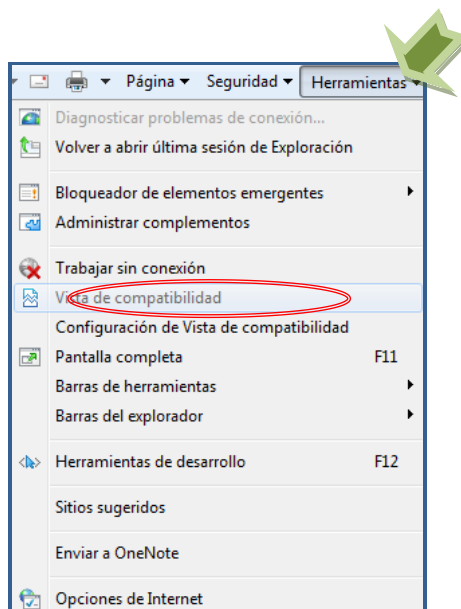 Página Seguridad Herramientas
Diagnosticar problemas de conexión...
Volver a abrir última sesión de Exploración
Bloqueador de elementos emergentes
Administrar complementos
Trabajar sin conexión
Vista de compatibilidad
Configuración de Vista de compatibilidad
Pantalla completa F11
Barras de herramientas
Barras del explorador
Herramientas de desarrollo F12
Sitios sugeridos
Enviar a OneNote
Opciones de Internet